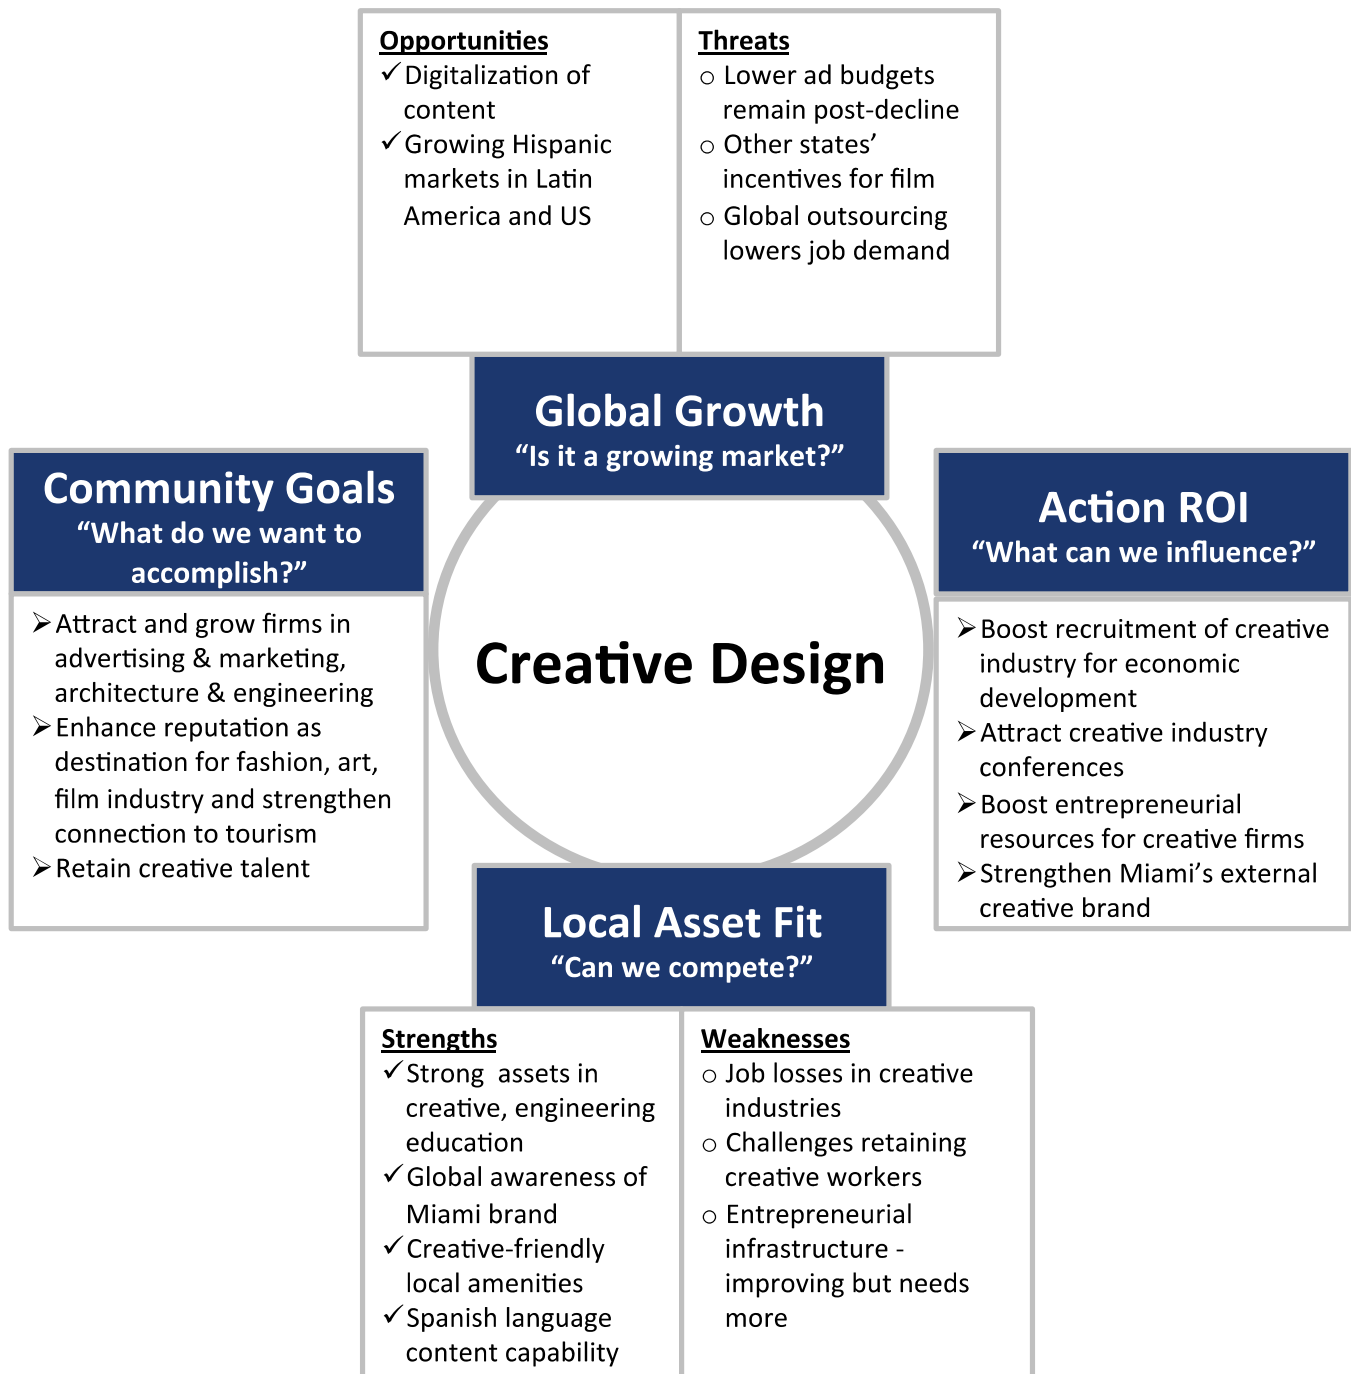 Opportunities
✓ Digitalization of
content
✓ Growing Hispanic
markets in Latin
America and US
Threats
o Lower ad budgets
remain post-decline
o Other states’
incentives for film
o Global outsourcing
lowers job demand
Global Growth
“Is it a growing market?”
Community Goals
“What do we want to
accomplish?”
➢ Attract and grow firms in
advertising & marketing,
architecture & engineering
➢ Enhance reputation as
destination for fashion, art,
film industry and strengthen
connection to tourism
➢ Retain creative talent
Creative Design
Action ROI
“What can we influence?”
➢ Boost recruitment of creative
industry for economic
development
➢ Attract creative industry
conferences
➢ Boost entrepreneurial
resources for creative firms
➢ Strengthen Miami’s external
creative brand
Local Asset Fit
“Can we compete?”
Strengths
✓ Strong  assets in
creative, engineering
education
✓ Global awareness of
Miami brand
✓ Creative-friendly
local amenities
✓ Spanish language
content capability
Weaknesses
o Job losses in creative
industries
o Challenges retaining
creative workers
o Entrepreneurial
infrastructure -
improving but needs
more